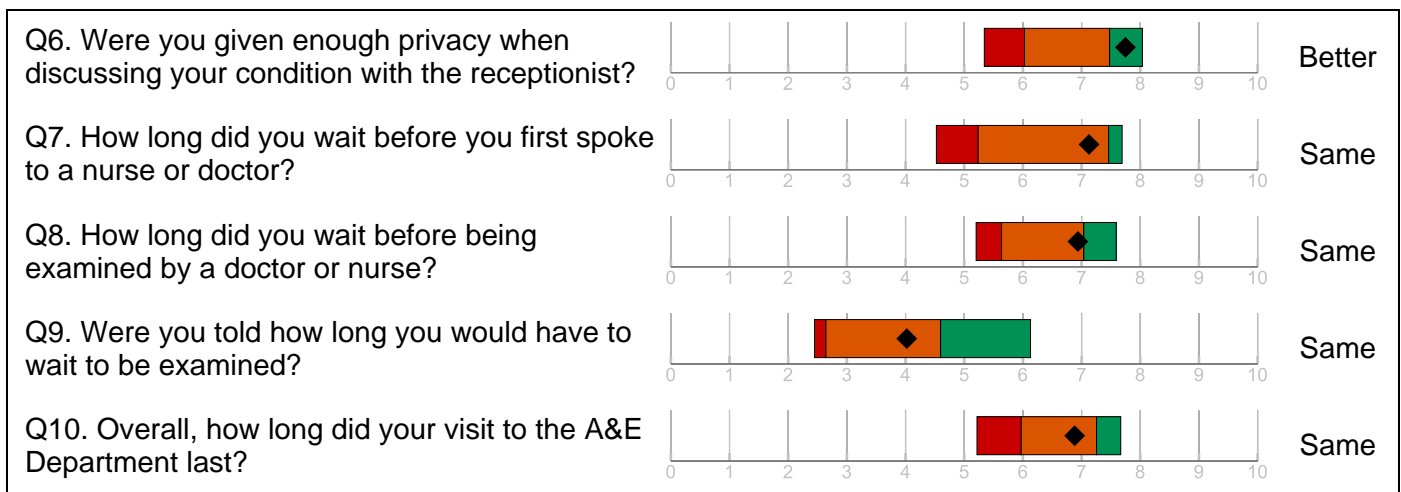 Q6. Were you given enough privacy when
discussing your condition with the receptionist?
0 1 2 3 4 5 6 7 8 9 10
Better
Q7. How long did you wait before you first spoke
to a nurse or doctor?
0 1 2 3 4 5 6 7 8 9 10
Same
Q8. How long did you wait before being
examined by a doctor or nurse?
0 1 2 3 4 5 6 7 8 9 10
Same
Q9. Were you told how long you would have to
wait to be examined?
0 1 2 3 4 5 6 7 8 9 10
Same
Q10. Overall, how long did your visit to the A&E
Department last?
0 1 2 3 4 5 6 7 8 9 10
Same